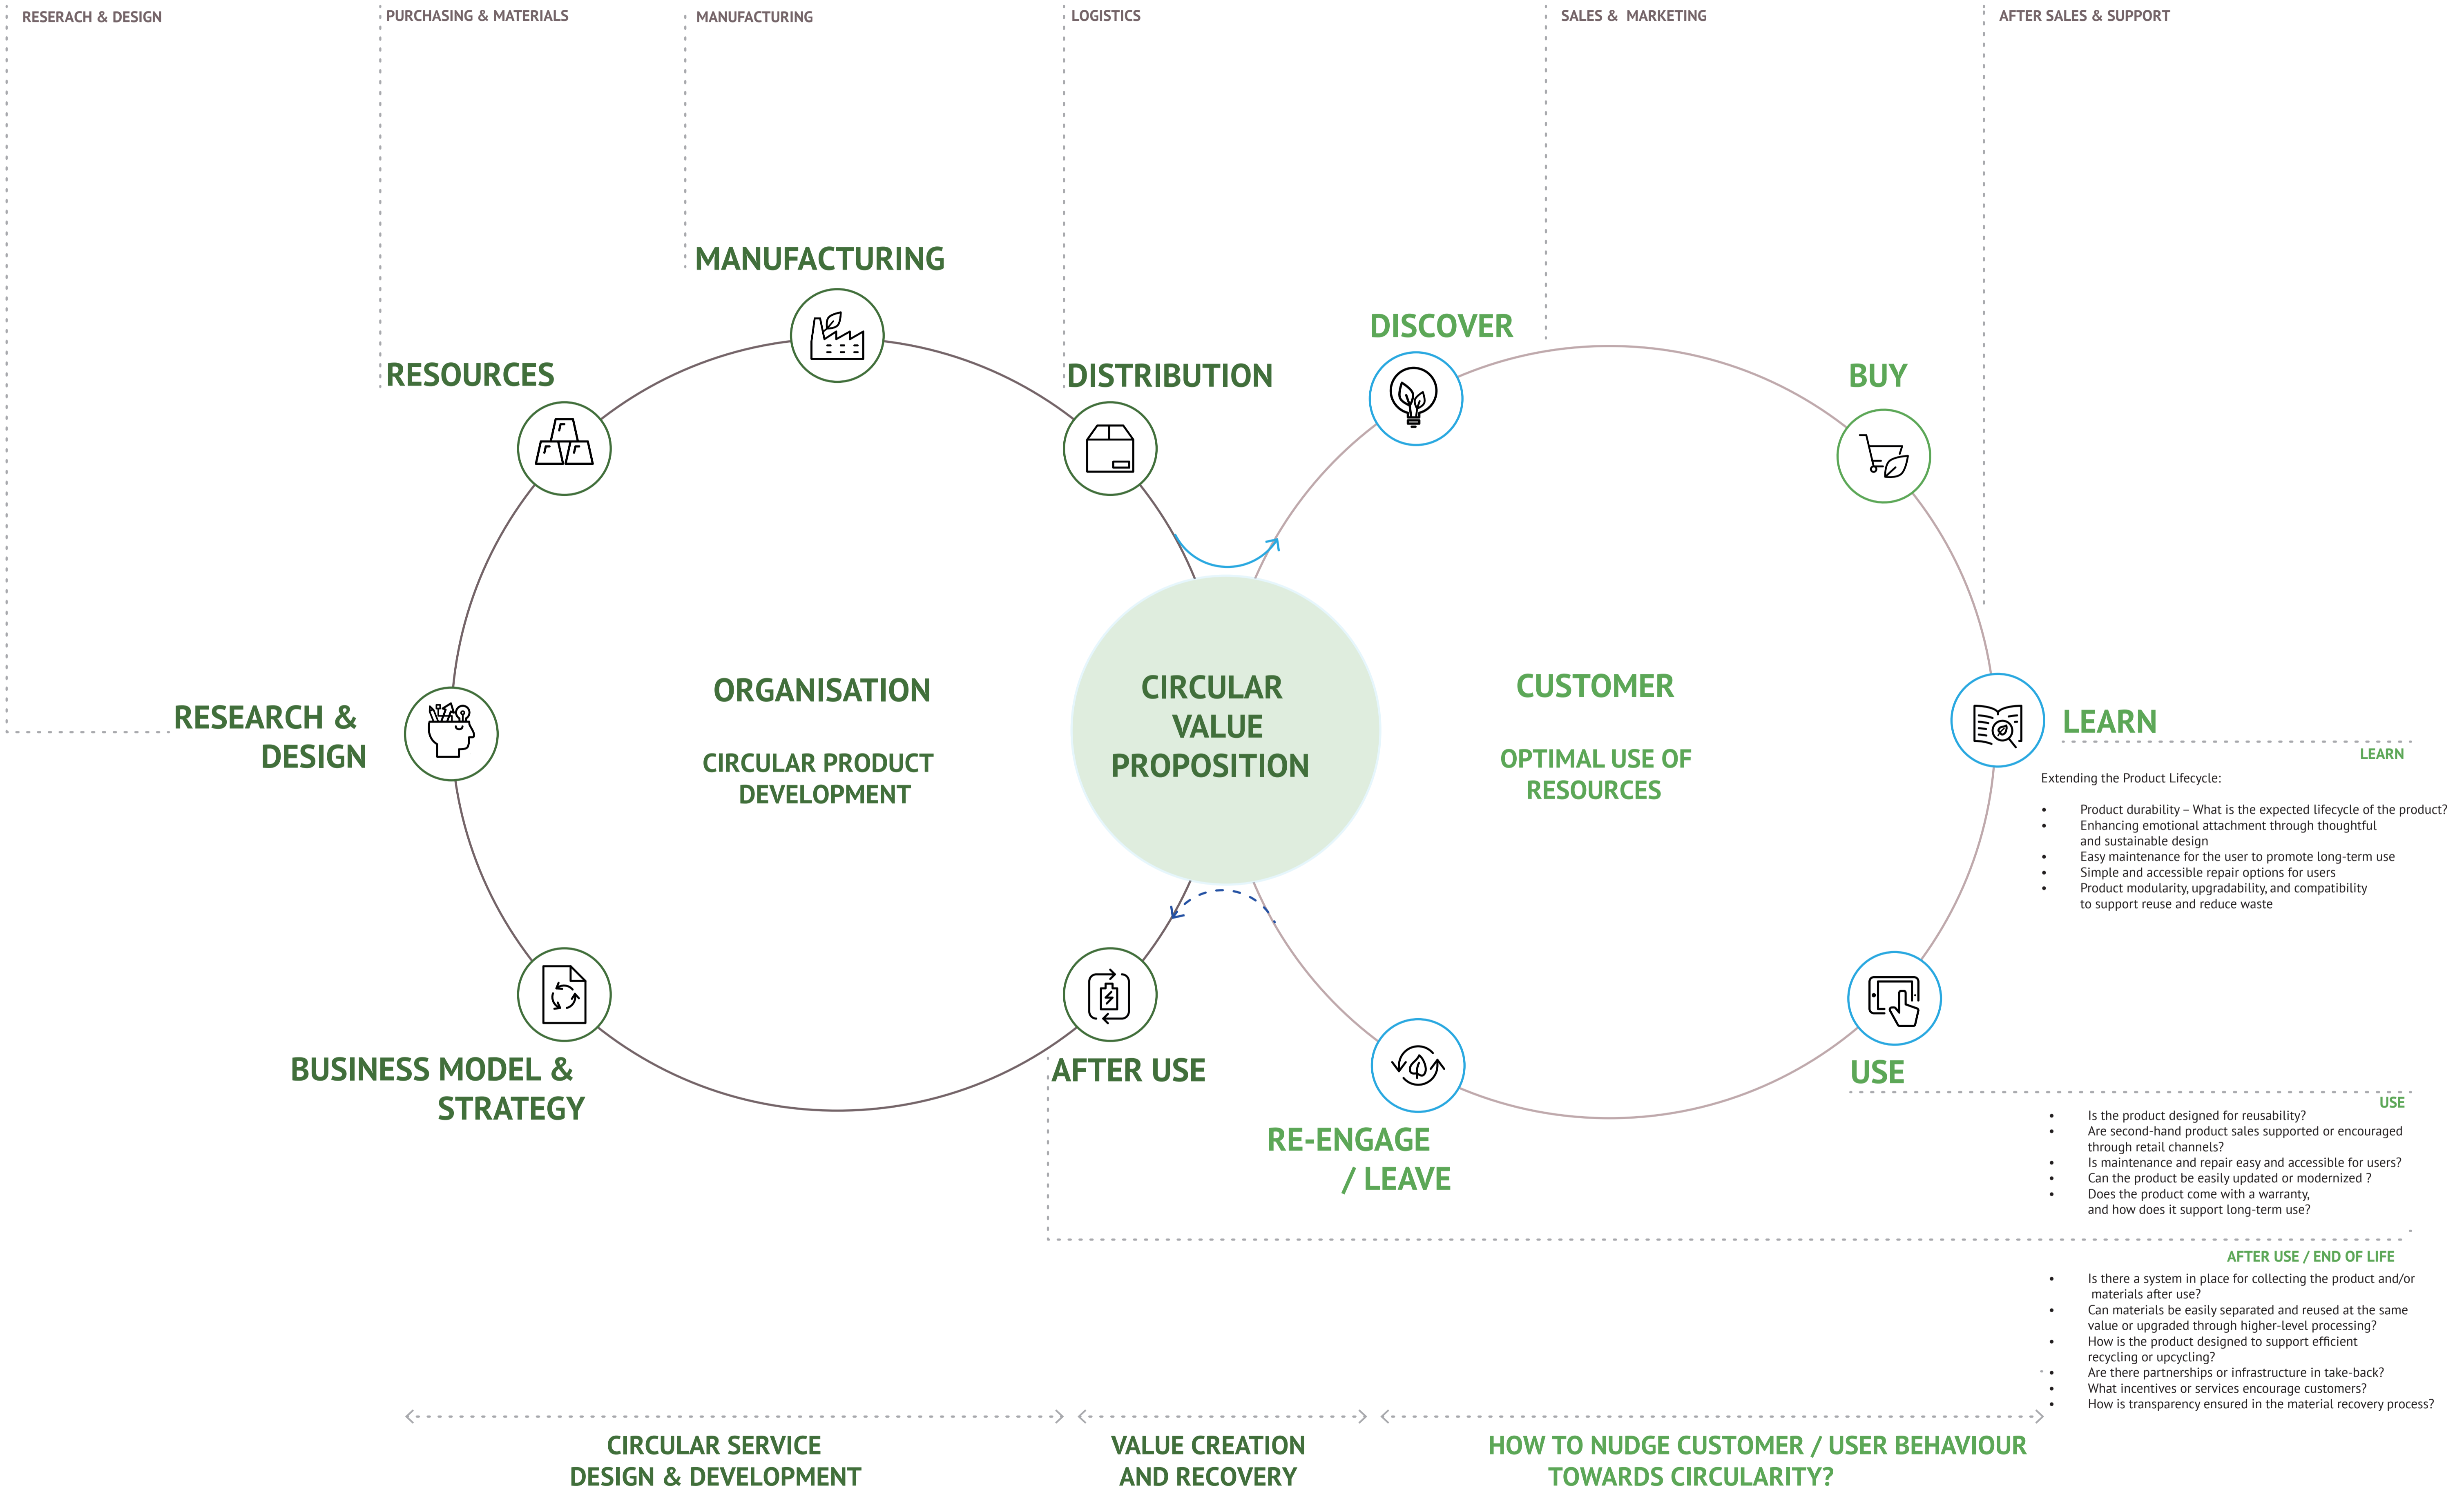 RESERACH & DESIGN
PURCHASING & MATERIALS
MANUFACTURING
LOGISTICS
SALES & MARKETING
AFTER SALES & SUPPORT
MANUFACTURING
RESOURCES
DISTRIBUTION
DISCOVER
BUY
RESEARCH &
DESIGN
ORGANISATION
CIRCULAR PRODUCT
DEVELOPMENT
CIRCULAR
VALUE
PROPOSITION
CUSTOMER
OPTIMAL USE OF
RESOURCES
LEARN
LEARN
Extending the Product Lifecycle:
• Product durability – What is the expected lifecycle of the product?
• Enhancing emotional attachment through thoughtful
and sustainable design
• Easy maintenance for the user to promote long-term use
• Simple and accessible repair options for users
• Product modularity, upgradability, and compatibility
to support reuse and reduce waste
BUSINESS MODEL &
STRATEGY
AFTER USE
RE-ENGAGE
/ LEAVE
USE
USE
• Is the product designed for reusability?
• Are second-hand product sales supported or encouraged
through retail channels?
• Is maintenance and repair easy and accessible for users?
• Can the product be easily updated or modernized ?
• Does the product come with a warranty,
and how does it support long-term use?
AFTER USE / END OF LIFE
• Is there a system in place for collecting the product and/or
materials after use?
• Can materials be easily separated and reused at the same
value or upgraded through higher-level processing?
• How is the product designed to support efficient
recycling or upcycling?
• Are there partnerships or infrastructure in take-back?
• What incentives or services encourage customers?
• How is transparency ensured in the material recovery process?
CIRCULAR SERVICE
DESIGN & DEVELOPMENT
VALUE CREATION
AND RECOVERY
HOW TO NUDGE CUSTOMER / USER BEHAVIOUR
TOWARDS CIRCULARITY?